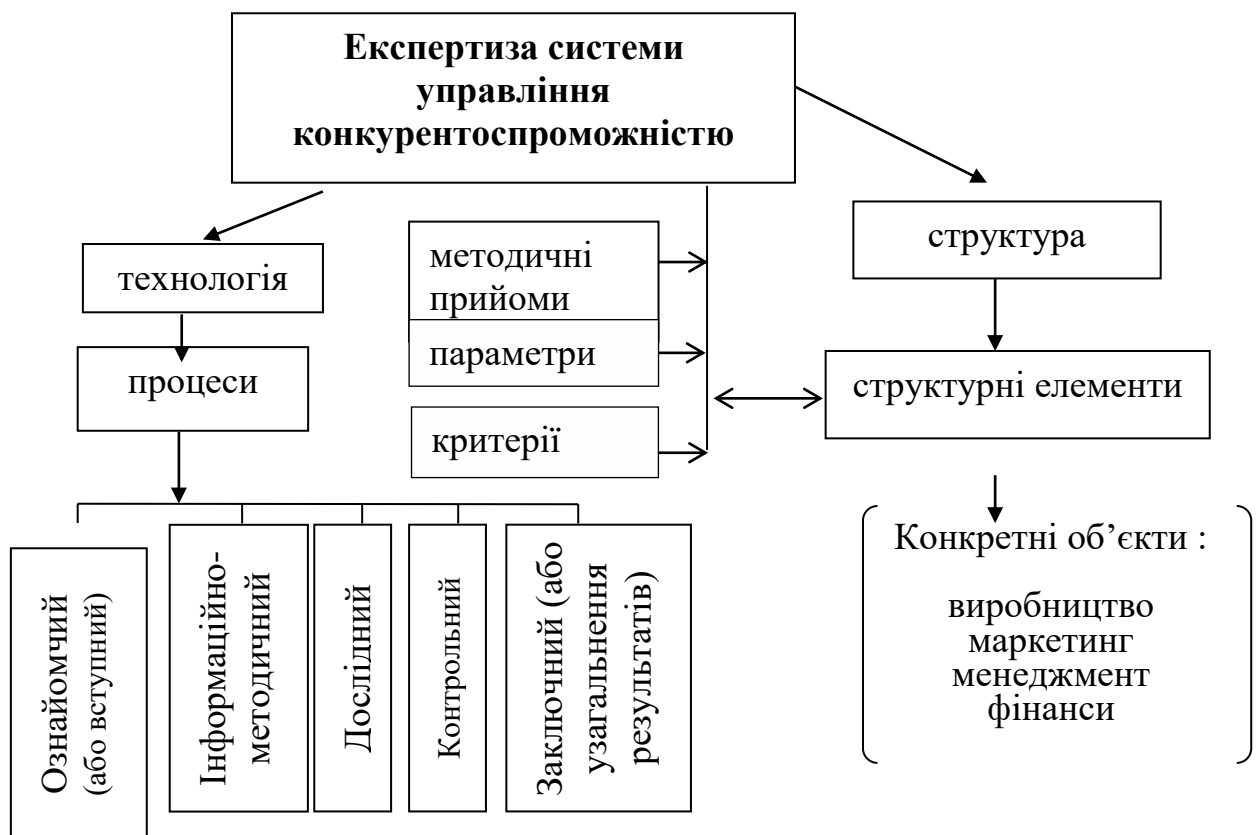 Експертиза системи
управління
конкурентоспроможністю
технологія
процеси
методичні
прийоми
параметри
критерії
структура
структурні елементи
Ознайомчий
(або вступний)
Інформаційно-
методичний
Дослідний
Контрольний
Заключний (або
узагальнення
результатів)
Конкретні об’єкти :
виробництво
маркетинг
менеджмент
фінанси